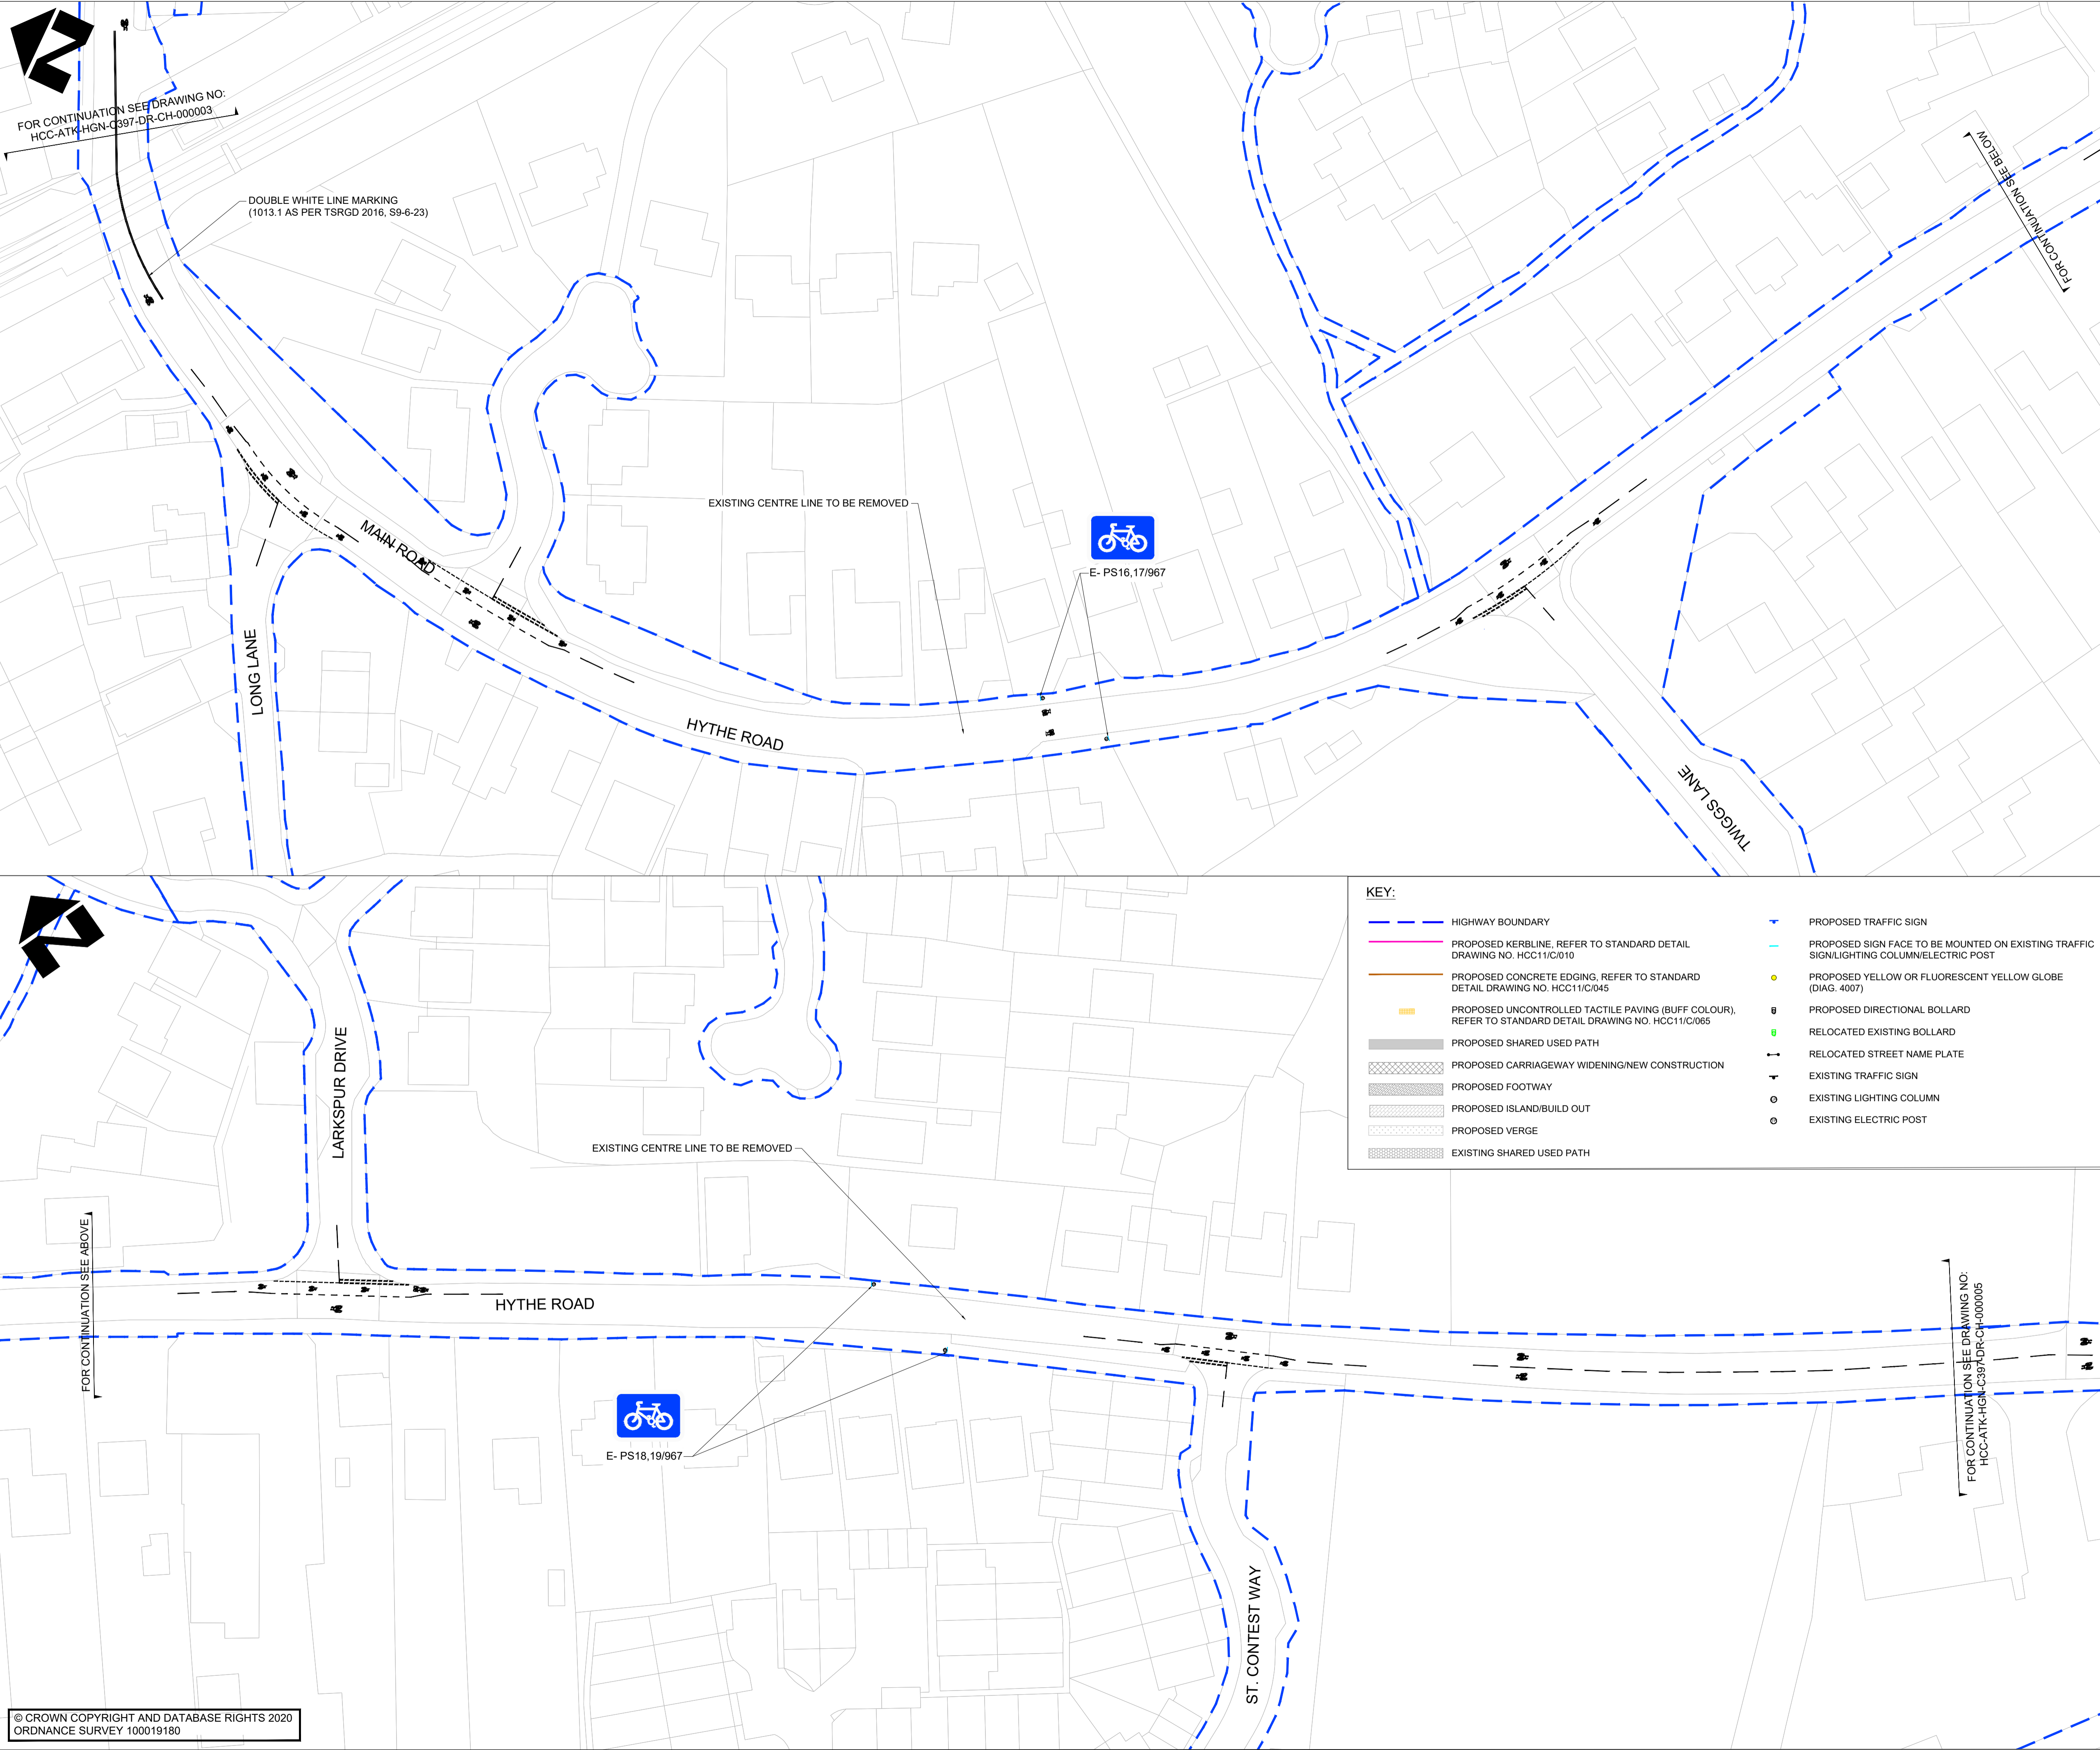 FOR CONTINUATION SEE DRAWING NO:
HCC-ATK-HGN-C397-DR-CH-000003
DOUBLE WHITE LINE MARKING
(1013.1 AS PER TSRGD 2016, S9-6-23)
FOR CONTINUATION SEE BELOW
EXISTING CENTRE LINE TO BE REMOVED
MAIN ROAD
E- PS16,17/967
LONG LANE
HYTHE ROAD
TWIGGS LANE
KEY:
HIGHWAY BOUNDARY
PROPOSED KERBLINE, REFER TO STANDARD DETAIL
DRAWING NO. HCC11/C/010
PROPOSED CONCRETE EDGING, REFER TO STANDARD
DETAIL DRAWING NO. HCC11/C/045
PROPOSED UNCONTROLLED TACTILE PAVING (BUFF COLOUR),
REFER TO STANDARD DETAIL DRAWING NO. HCC11/C/065
PROPOSED SHARED USED PATH
PROPOSED CARRIAGEWAY WIDENING/NEW CONSTRUCTION
PROPOSED FOOTWAY
PROPOSED ISLAND/BUILD OUT
PROPOSED VERGE
EXISTING SHARED USED PATH
PROPOSED TRAFFIC SIGN
PROPOSED SIGN FACE TO BE MOUNTED ON EXISTING TRAFFIC
SIGN/LIGHTING COLUMN/ELECTRIC POST
PROPOSED YELLOW OR FLUORESCENT YELLOW GLOBE
(DIAG. 4007)
PROPOSED DIRECTIONAL BOLLARD
RELOCATED EXISTING BOLLARD
RELOCATED STREET NAME PLATE
EXISTING TRAFFIC SIGN
EXISTING LIGHTING COLUMN
EXISTING ELECTRIC POST
LARKSPUR DRIVE
EXISTING CENTRE LINE TO BE REMOVED
FOR CONTINUATION SEE ABOVE
HYTHE ROAD
FOR CONTINUATION SEE DRAWING NO:
HCC-ATK-HGN-C397-DR-CH-000005
E- PS18,19/967
ST. CONTEST WAY
© CROWN COPYRIGHT AND DATABASE RIGHTS 2020
ORDNANCE SURVEY 100019180